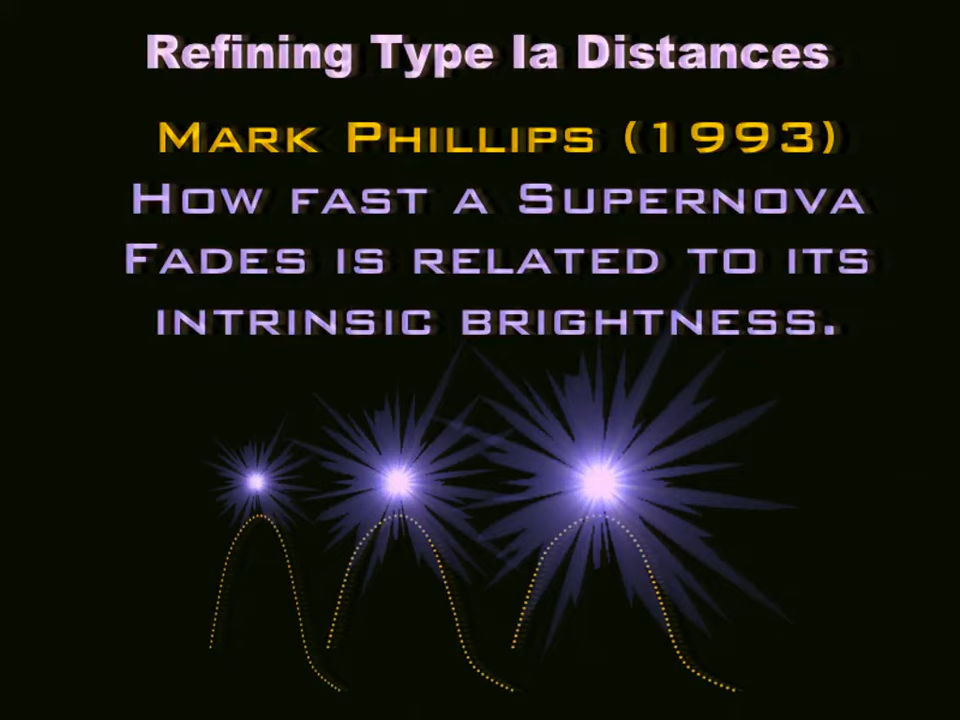 Refining Type Ia Distances
Mark Phillips (1993)
How fast a Supernova
Fades is related to its
intrinsic brightness.